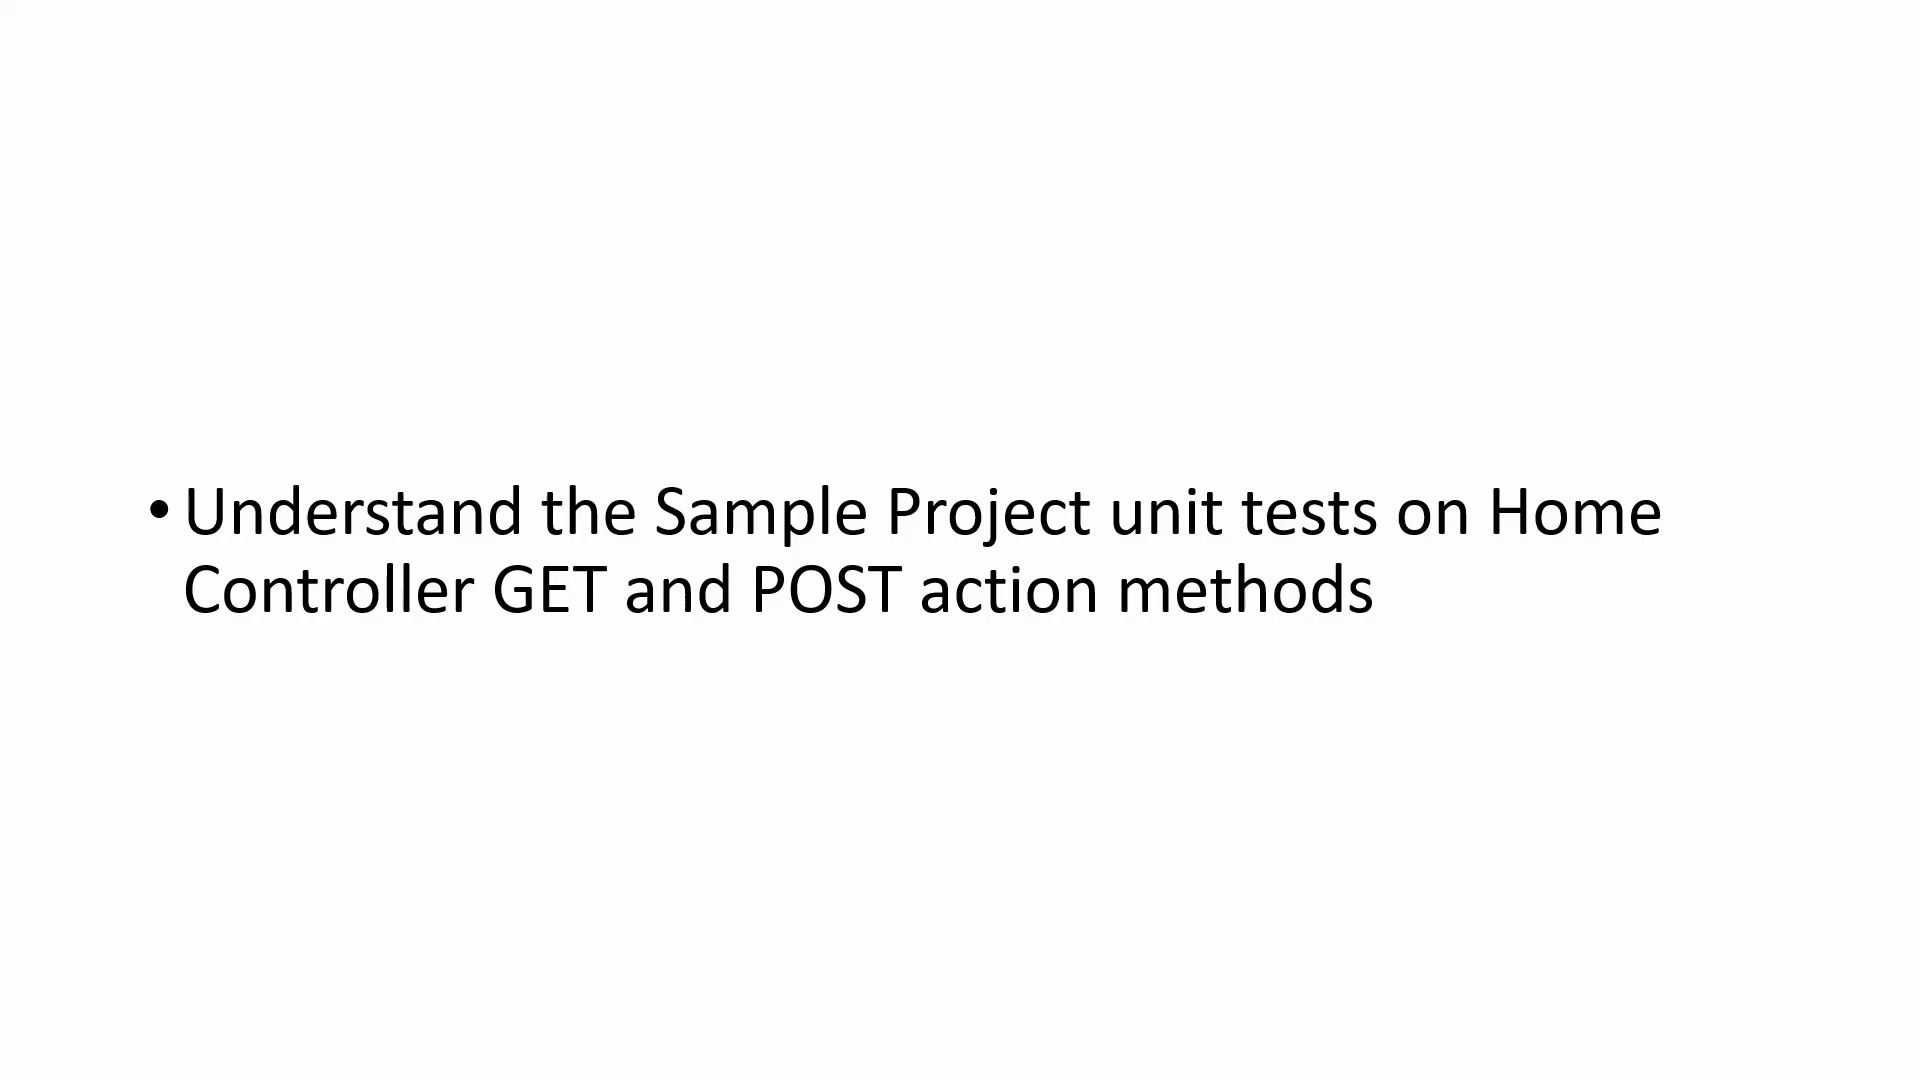 • Understand the Sample Project unit tests on Home
Controller GET and POST action methods